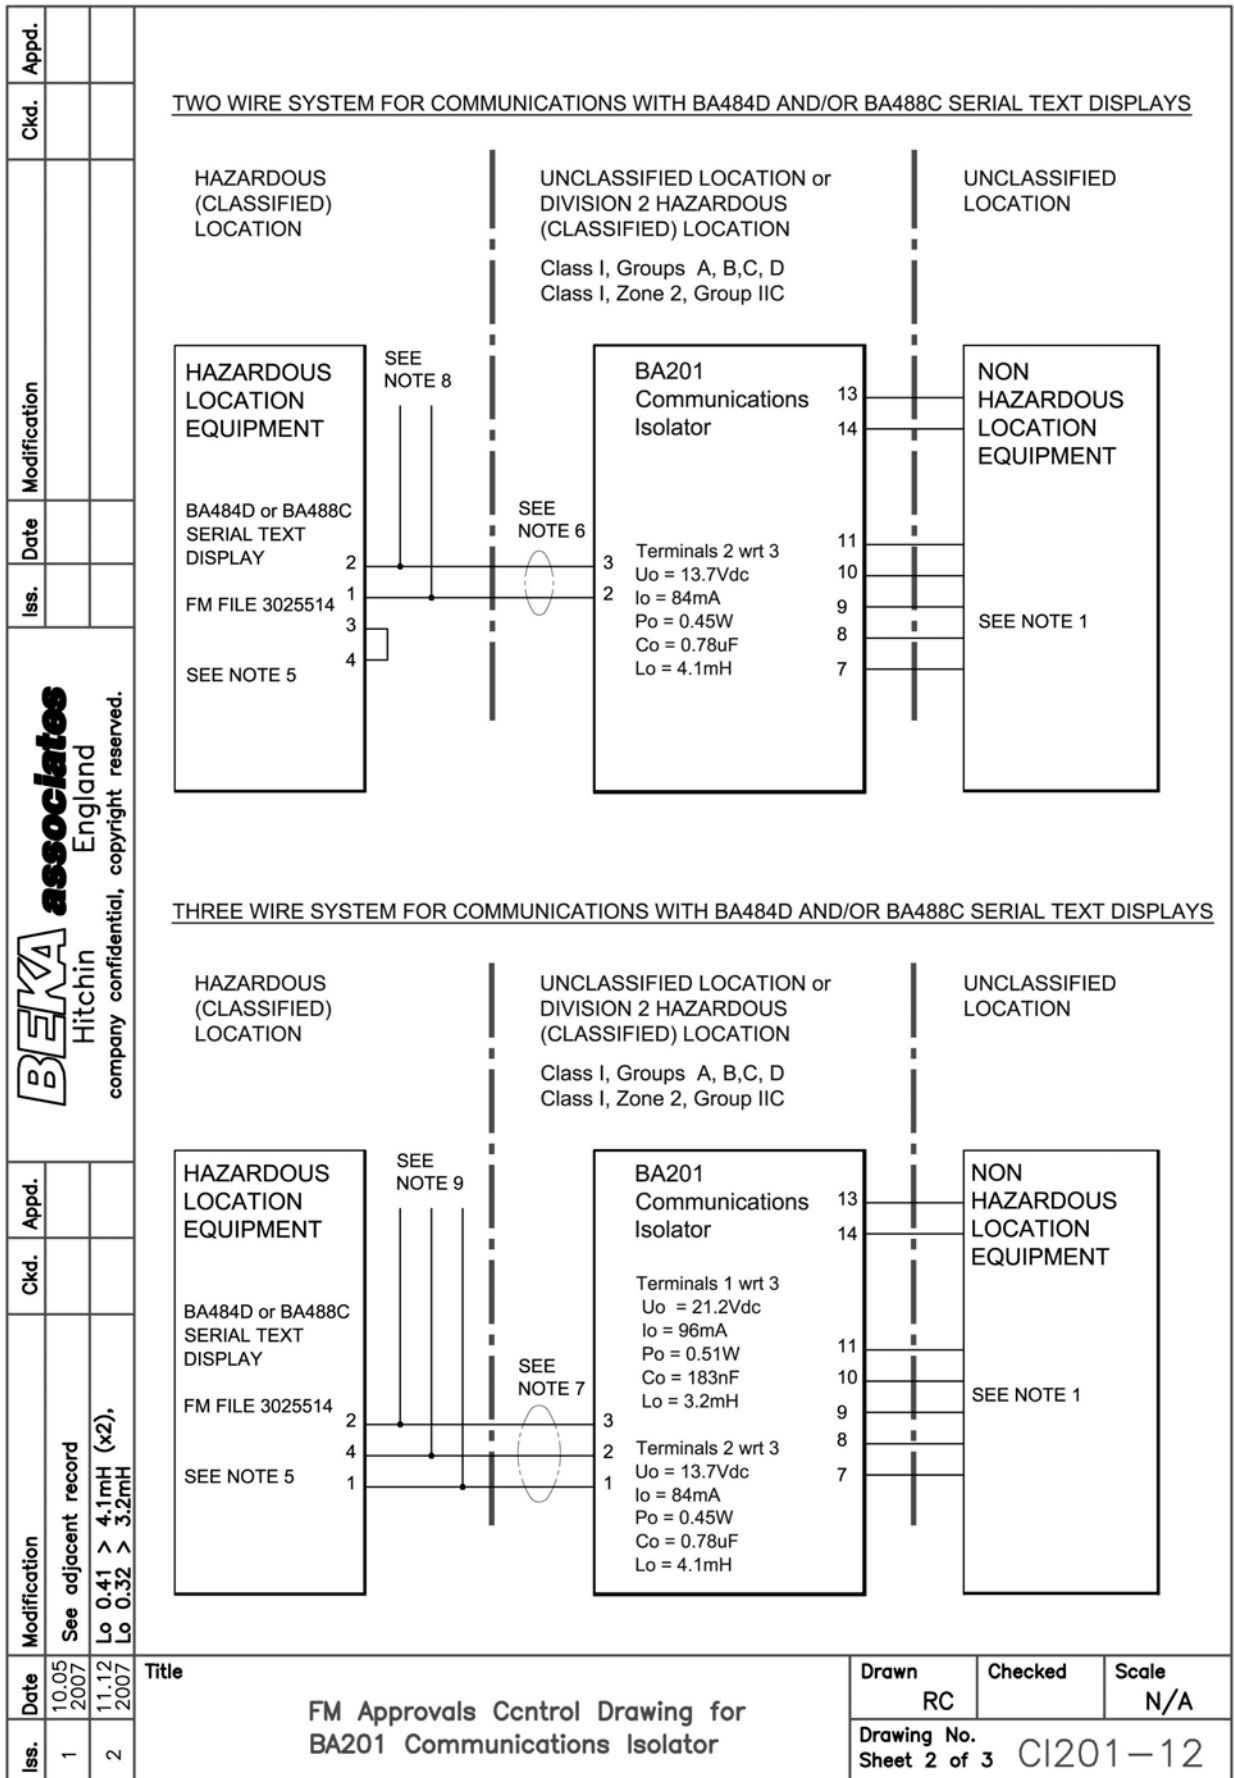 TWO WIRE SYSTEM FOR COMMUNICATIONS WITH BA484D AND/OR BA488C SERIAL TEXT DISPLAYS
HAZARDOUS
(CLASSIFIED)
LOCATION
UNCLASSIFIED LOCATION or
DIVISION 2 HAZARDOUS
(CLASSIFIED) LOCATION
Class I, Groups A, B,C, D
Class I, Zone 2, Group IIC
UNCLASSIFIED
LOCATION
HAZARDOUS
LOCATION
EQUIPMENT
BA484D or BA488C
SERIAL TEXT
DISPLAY
FM FILE 3025514
SEE NOTE 5
2
1
3
4
SEE
NOTE 8
SEE
NOTE 6
3
2
BA201
Communications
Isolator
Terminals 2 wrt 3
Uo = 13.7Vdc
Io = 84mA
Po = 0.45W
Co = 0.78uF
Lo = 4.1mH
13
14
11
10
9
8
7
NON
HAZARDOUS
LOCATION
EQUIPMENT
SEE NOTE 1
THREE WIRE SYSTEM FOR COMMUNICATIONS WITH BA484D AND/OR BA488C SERIAL TEXT DISPLAYS
HAZARDOUS
(CLASSIFIED)
LOCATION
UNCLASSIFIED LOCATION or
DIVISION 2 HAZARDOUS
(CLASSIFIED) LOCATION
Class I, Groups A, B,C, D
Class I, Zone 2, Group IIC
UNCLASSIFIED
LOCATION
HAZARDOUS
LOCATION
EQUIPMENT
BA484D or BA488C
SERIAL TEXT
DISPLAY
FM FILE 3025514
SEE NOTE 5
2
4
1
SEE
NOTE 9
SEE
NOTE 7
3
2
1
BA201
Communications
Isolator
Terminals 1 wrt 3
Uo = 21.2Vdc
Io = 96mA
Po = 0.51W
Co = 183nF
Lo = 3.2mH
Terminals 2 wrt 3
Uo = 13.7Vdc
Io = 84mA
Po = 0.45W
Co = 0.78uF
Lo = 4.1mH
13
14
11
10
9
8
7
NON
HAZARDOUS
LOCATION
EQUIPMENT
SEE NOTE 1
Iss. Date Modification Ckd. Appd.
BEKA associates
Hitchin England
company confidential, copyright reserved.
Iss. Date Modification Ckd. Appd.
1 10.05 2007 See adjacent record
2 11.12 2007 Lo 0.41 > 4.1mH (x2),
Lo 0.32 > 3.2mH
Title
FM Approvals Ccntrol Drawing for
BA201 Communications Isolator
Drawn
RC
Checked
Scale
N/A
Drawing No.
Sheet 2 of 3 CI201-12